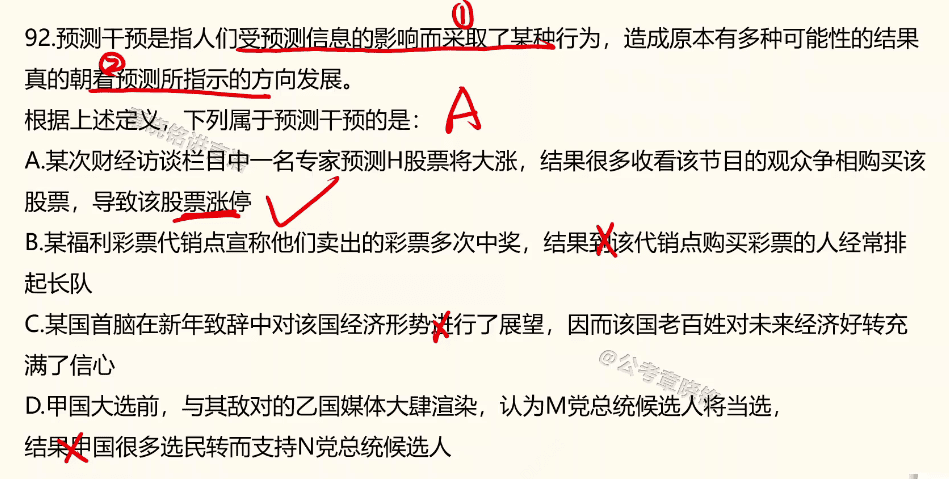 ①
92.预测干预是指人们受预测信息的影响而采取了某种行为，造成原本有多种可能性的结果
②
真的朝着预测所指示的方向发展。
根据上述定义，下列属于预测干预的是：
A
A.某次财经访谈栏目中一名专家预测H股票将大涨，结果很多收看该节目的观众争相购买该
股票，导致该股票涨停
B.某福利彩票代销点宣称他们卖出的彩票多次中奖，结果到该代销点购买彩票的人经常排
起长队
C.某国首脑在新年致辞中对该国经济形势进行了展望，因而该国老百姓对未来经济好转充
满了信心
@公考章晓铭
D.甲国大选前，与其敌对的乙国媒体大肆渲染，认为M党总统候选人将当选，
结果甲国很多选民转而支持N党总统候选人